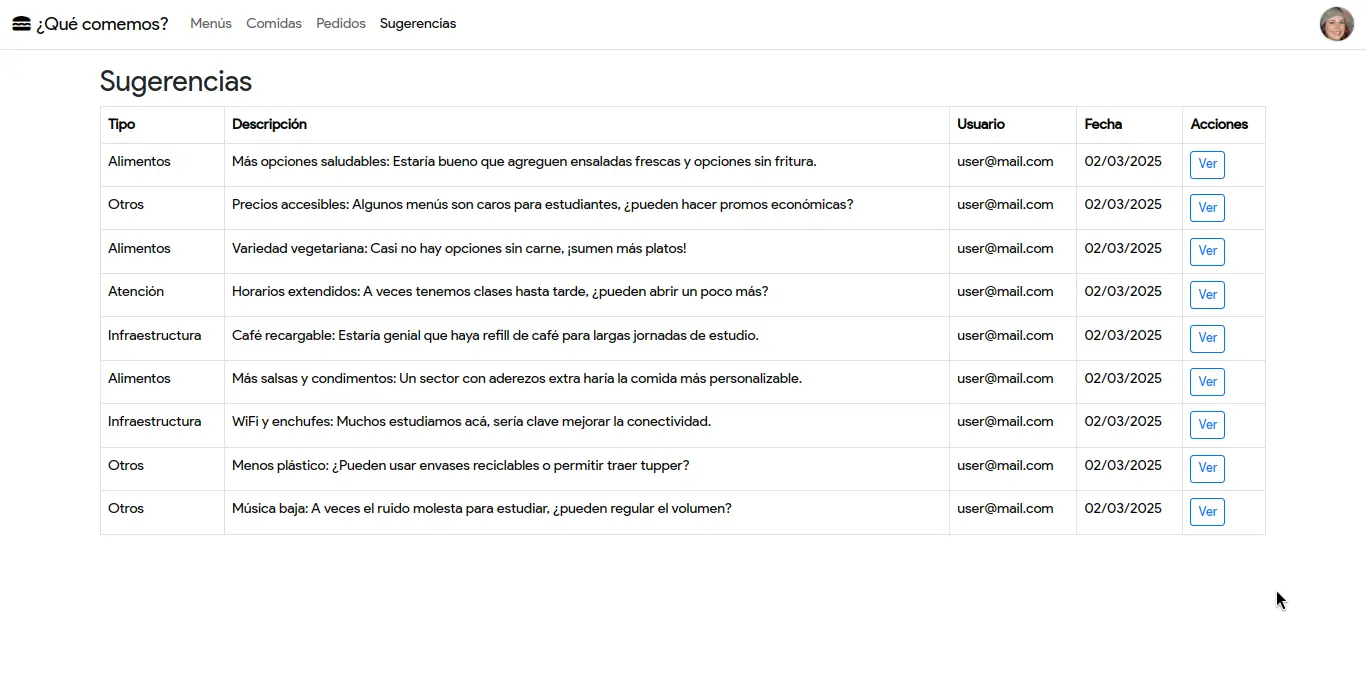 ¿Qué comemos? Menús Comidas Pedidos Sugerencias
Sugerencias
Tipo Descripción Usuario Fecha Acciones
Alimentos Más opciones saludables: Estaría bueno que agreguen ensaladas frescas y opciones sin fritura. user@mail.com 02/03/2025 Ver
Otros Precios accesibles: Algunos menús son caros para estudiantes, ¿pueden hacer promos económicas? user@mail.com 02/03/2025 Ver
Alimentos Variedad vegetariana: Casi no hay opciones sin carne, ¡sumen más platos! user@mail.com 02/03/2025 Ver
Atención Horarios extendidos: A veces tenemos clases hasta tarde, ¿pueden abrir un poco más? user@mail.com 02/03/2025 Ver
Infraestructura Café recargable: Estaría genial que haya refill de café para largas jornadas de estudio. user@mail.com 02/03/2025 Ver
Alimentos Más salsas y condimentos: Un sector con aderezos extra haría la comida más personalizable. user@mail.com 02/03/2025 Ver
Infraestructura WiFi y enchufes: Muchos estudiamos acá, sería clave mejorar la conectividad. user@mail.com 02/03/2025 Ver
Otros Menos plástico: ¿Pueden usar envases reciclables o permitir traer tupper? user@mail.com 02/03/2025 Ver
Otros Música baja: A veces el ruido molesta para estudiar, ¿pueden regular el volumen? user@mail.com 02/03/2025 Ver